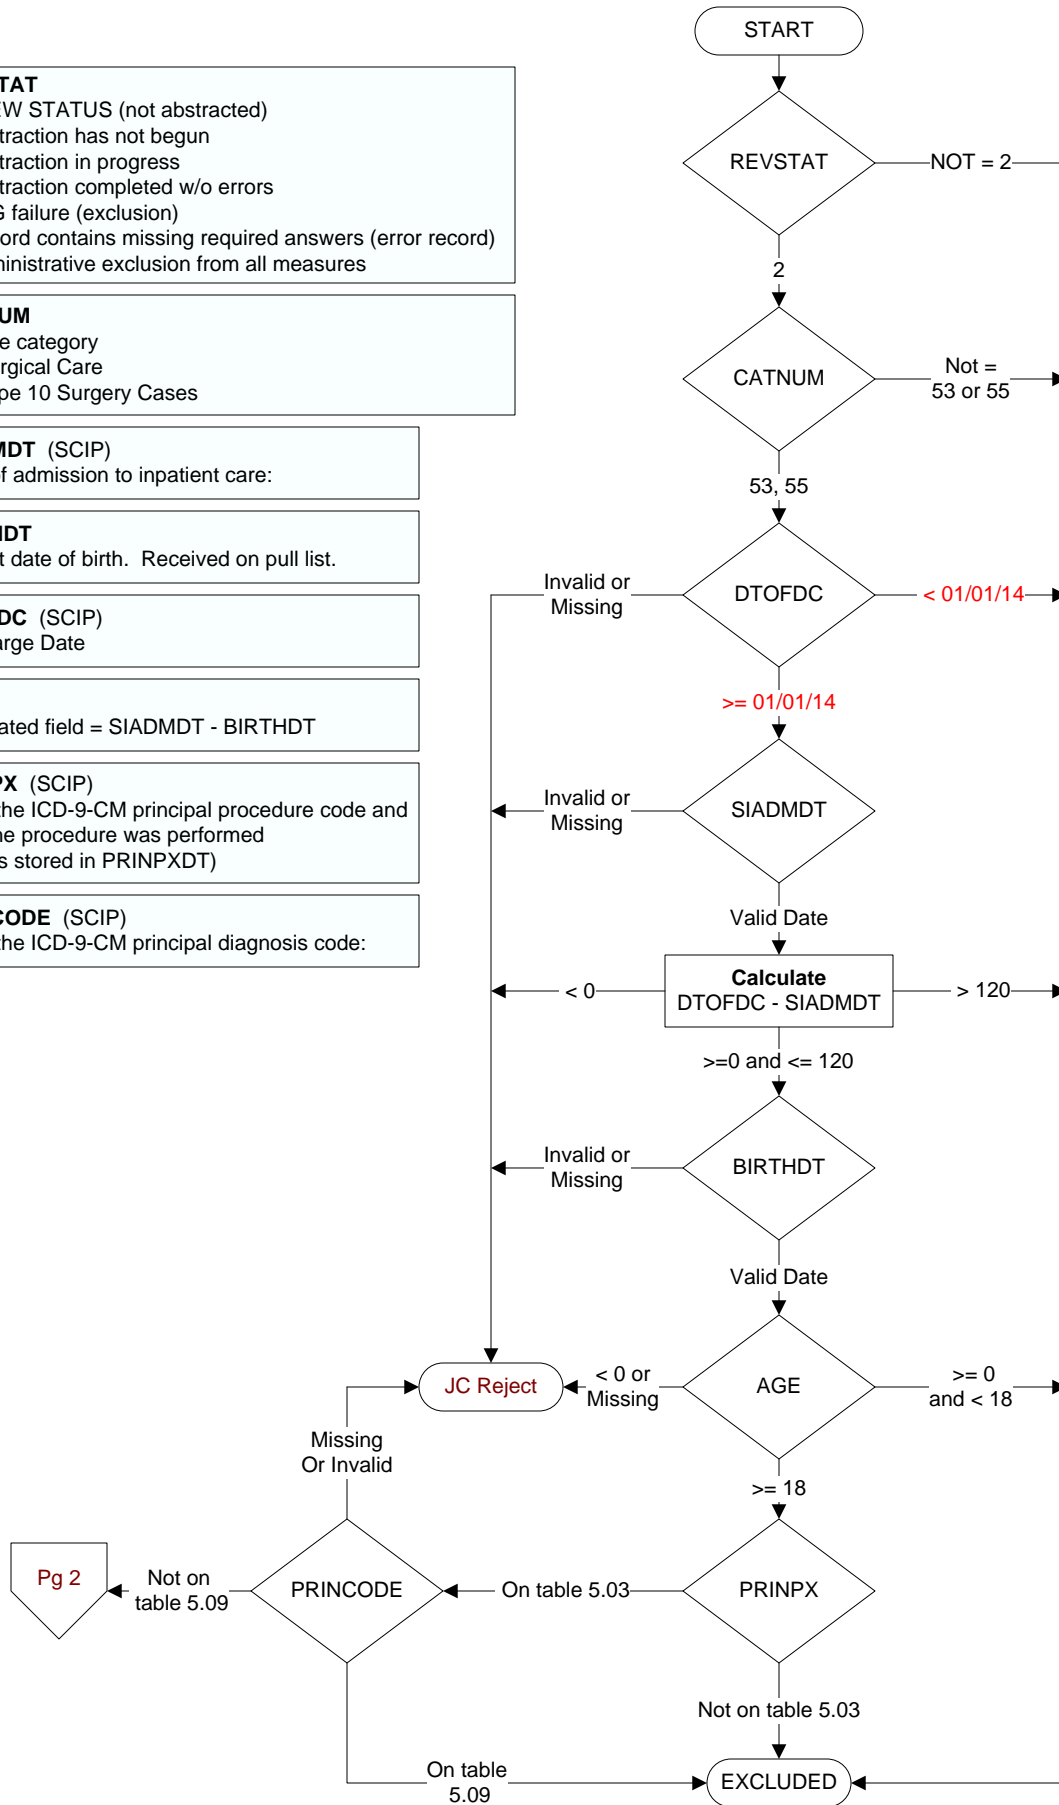 START
TAT
EW STATUS (not abstracted)
traction has not begun
traction in progress
traction completed w/o errors
G failure (exclusion)
ord contains missing required answers (error record)
ministrative exclusion from all measures
REVSTAT
NOT = 2
2
UM
e category
rgical Care
pe 10 Surgery Cases
CATNUM
Not =
53 or 55
53, 55
MDT (SCIP)
of admission to inpatient care:
HDT
t date of birth. Received on pull list.
DC (SCIP)
arge Date
ated field = SIADMDT - BIRTHDT
PX (SCIP)
the ICD-9-CM principal procedure code and
he procedure was performed
s stored in PRINPXDT)
CODE (SCIP)
the ICD-9-CM principal diagnosis code:
Invalid or
Missing
DTOFDC
< 01/01/14
>= 01/01/14
Invalid or
Missing
SIADMDT
Valid Date
< 0
Calculate
DTOFDC - SIADMDT
> 120
>=0 and <= 120
Invalid or
Missing
BIRTHDT
Valid Date
JC Reject
< 0 or
Missing
AGE
>= 0
and < 18
Missing
Or Invalid
>= 18
Pg 2
Not on
table 5.09
PRINCODE
On table 5.03
PRINPX
Not on table 5.03
On table
5.09
EXCLUDED